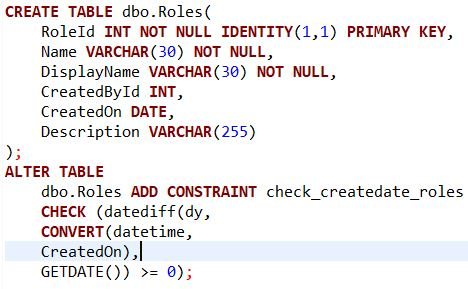 CREATE TABLE dbo.Roles(
    RoleId INT NOT NULL IDENTITY(1,1) PRIMARY KEY,
    Name VARCHAR(30) NOT NULL,
    DisplayName VARCHAR(30) NOT NULL,
    CreatedById INT,
    CreatedOn DATE,
    Description VARCHAR(255)
);
ALTER TABLE
    dbo.Roles ADD CONSTRAINT check_createdate_roles
    CHECK (datediff(dy,
    CONVERT(datetime,
    CreatedOn),
    GETDATE()) >= 0);